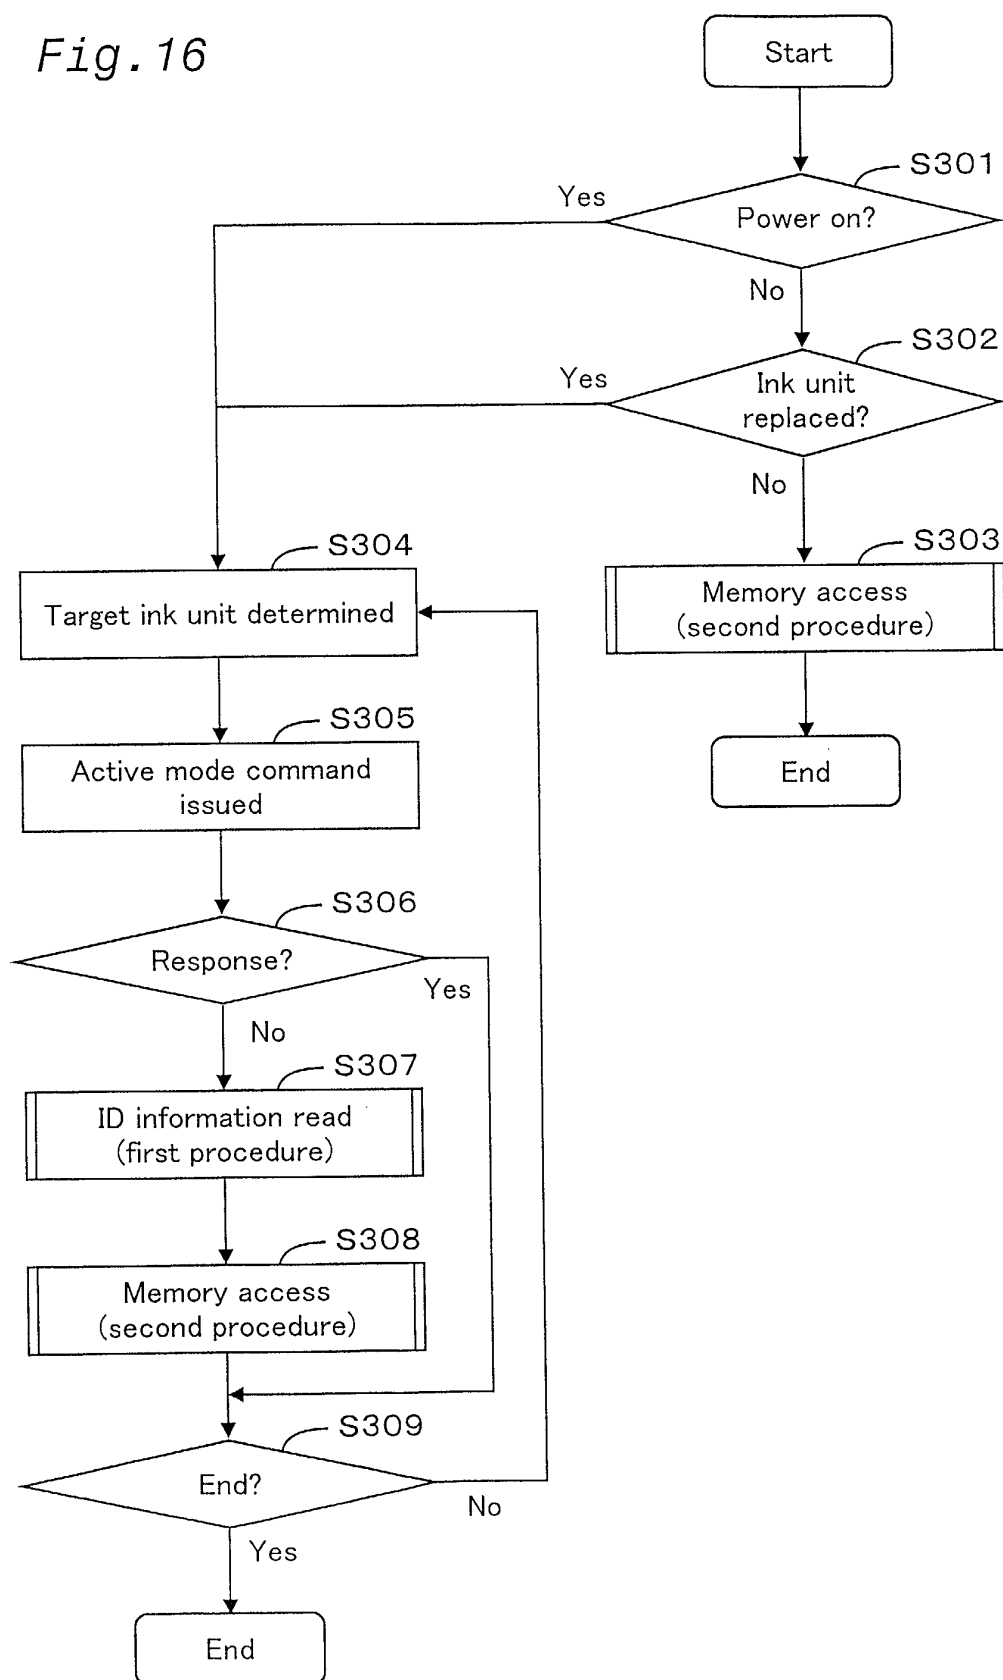 Fig.16
Start
S301
Power on?
Yes
No
S302
Ink unit
replaced?
Yes
No
S303
Memory access
(second procedure)
End
S304
Target ink unit determined
S305
Active mode command
issued
S306
Response?
Yes
No
S307
ID information read
(first procedure)
S308
Memory access
(second procedure)
S309
End?
No
Yes
End